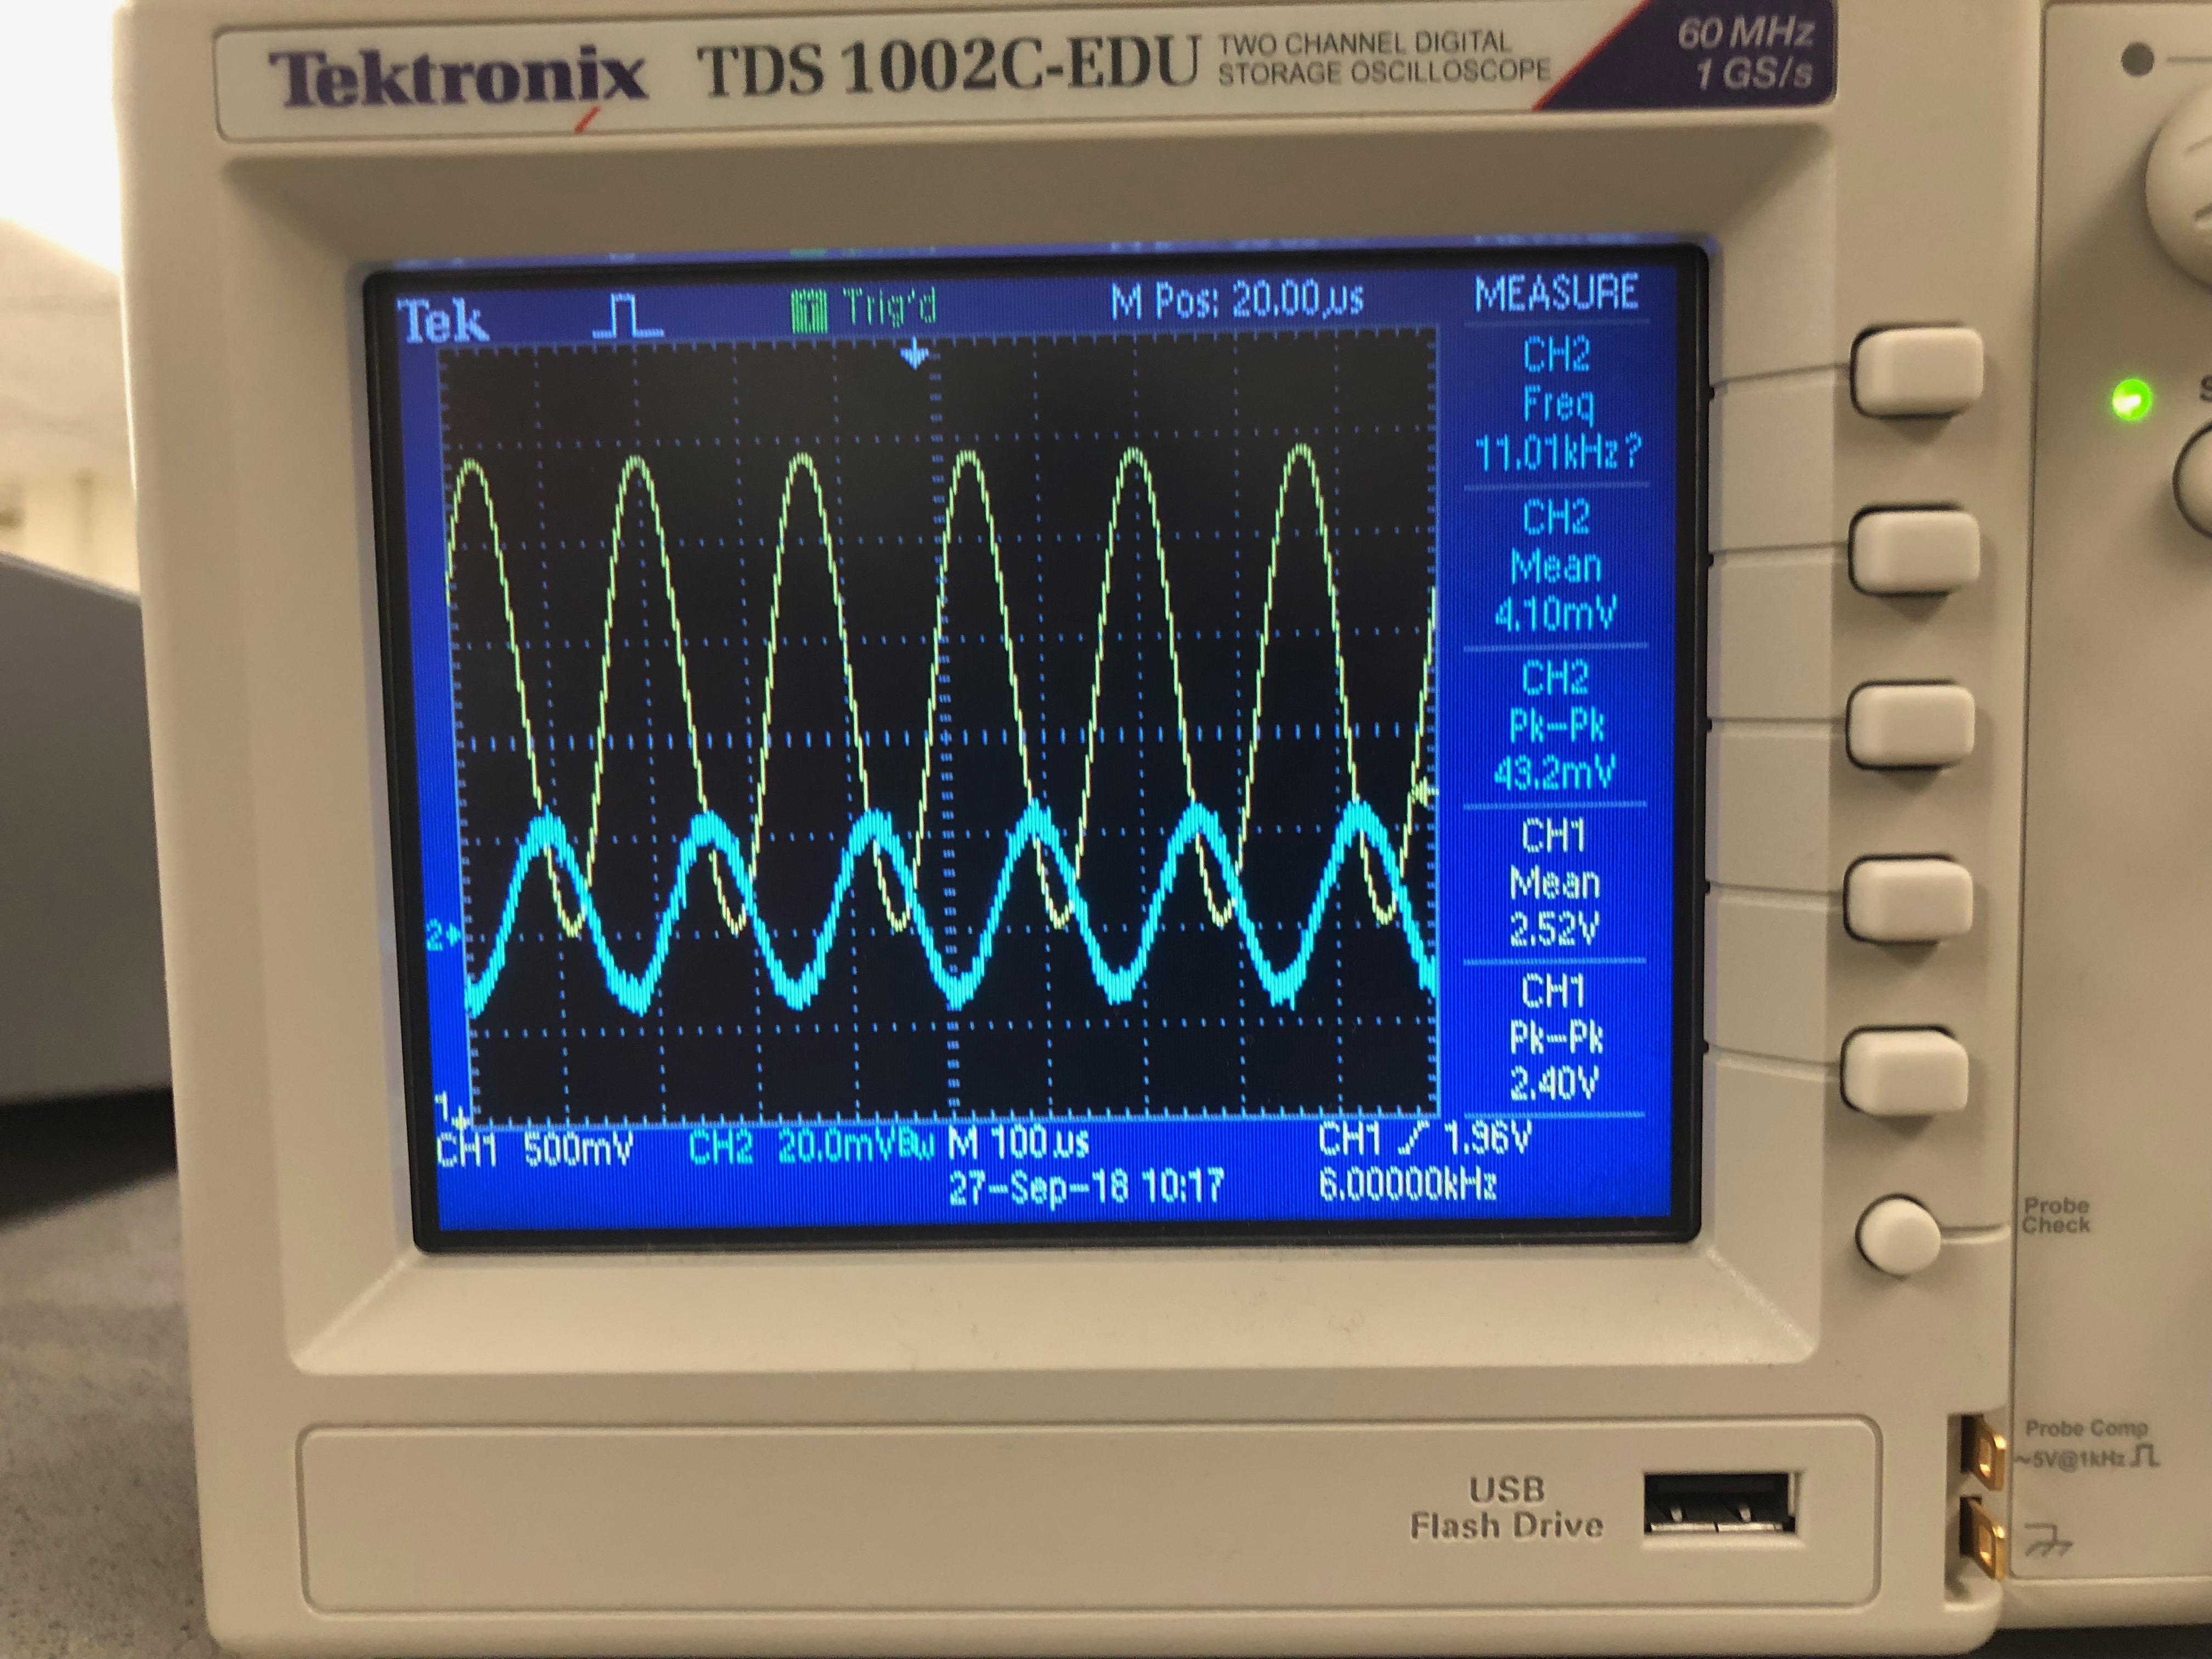 Tektronix TDS 1002C-EDU TWO CHANNEL DIGITAL
STORAGE OSCILLOSCOPE
60 MHz
1 GS/s
Tek Trig'd M Pos: 20.00µs MEASURE
CH2
Freq
11.01kHz?
CH2
Mean
4.10mV
CH2
Pk-Pk
43.2mV
CH1
Mean
2.52V
CH1
Pk-Pk
2.40V
2
1
CH1 500mV CH2 20.0mVBW M 100µs CH1 1.96V
27-Sep-18 10:17 6.00000kHz
Probe
Check
Probe Comp
~5V@1kHz
USB
Flash Drive